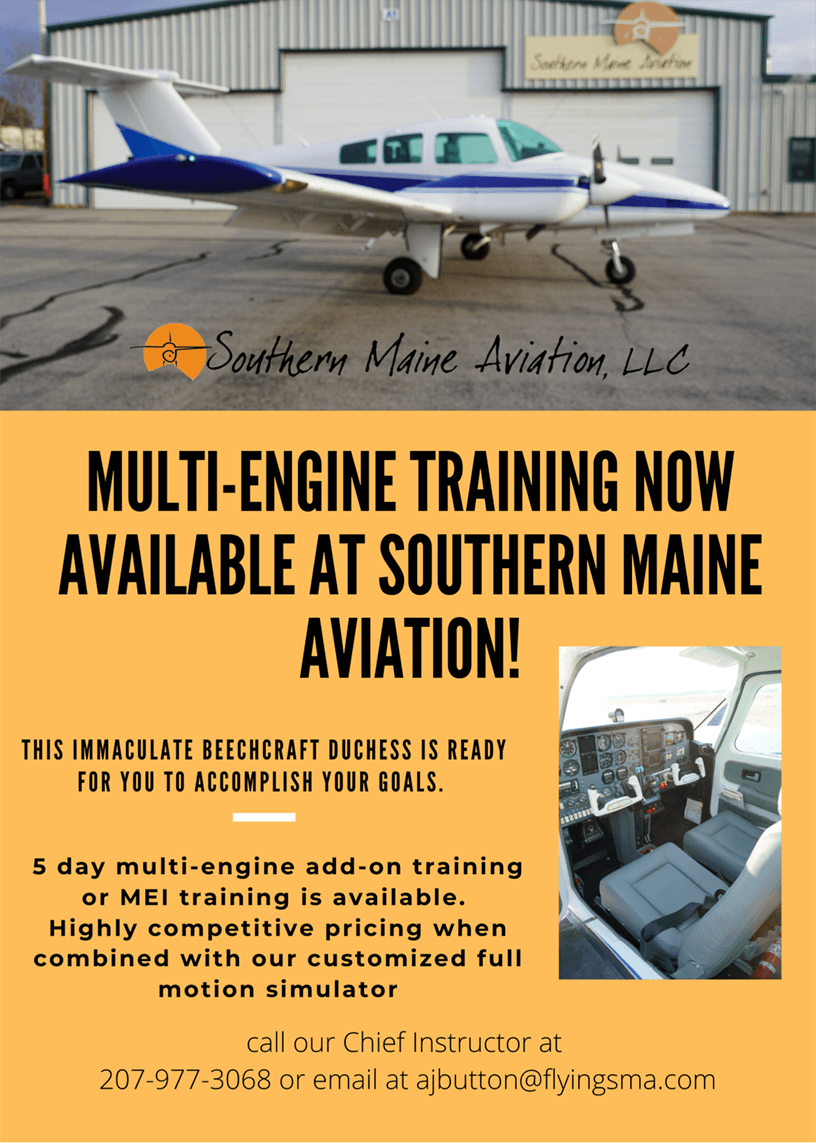 Southern Maine Aviation
Southern Maine Aviation, LLC
MULTI-ENGINE TRAINING NOW
AVAILABLE AT SOUTHERN MAINE
AVIATION!
THIS IMMACULATE BEECHCRAFT DUCHESS IS READY
FOR YOU TO ACCOMPLISH YOUR GOALS.
5 day multi-engine add-on training
or MEI training is available.
Highly competitive pricing when
combined with our customized full
motion simulator
call our Chief Instructor at
207-977-3068 or email at ajbutton@flyingsma.com